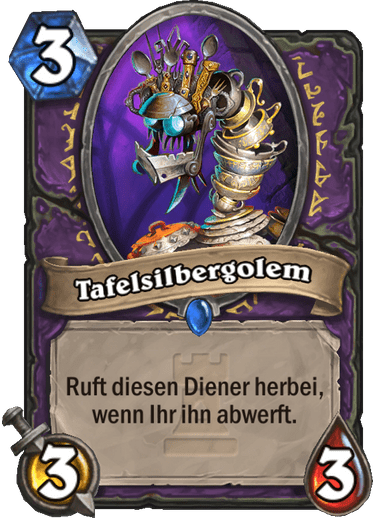 3
Tafelsilbergolem
Ruft diesen Diener herbei,
wenn Ihr ihn abwerft.
3
3